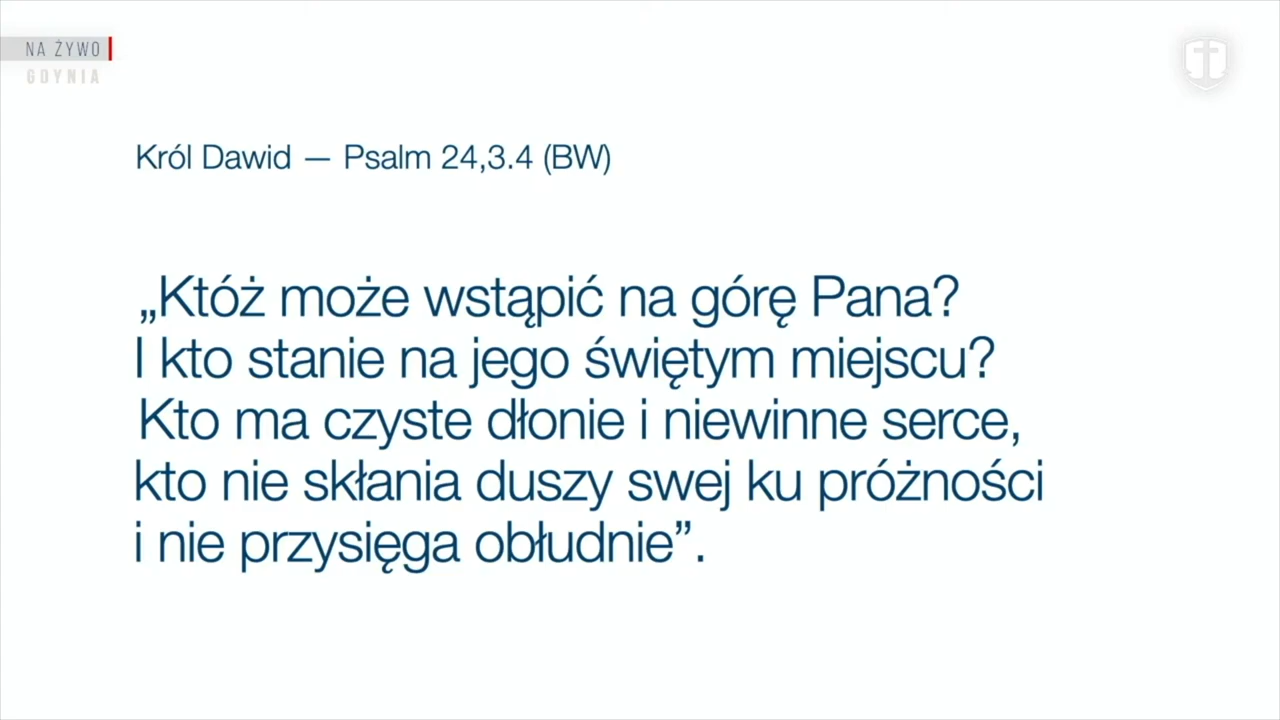 NA ŻYWO
GDYNIA
Król Dawid — Psalm 24,3.4 (BW)
„Któż może wstąpić na górę Pana?
I kto stanie na jego świętym miejscu?
Kto ma czyste dłonie i niewinne serce,
kto nie skłania duszy swej ku próżności
i nie przysięga obłudnie”.